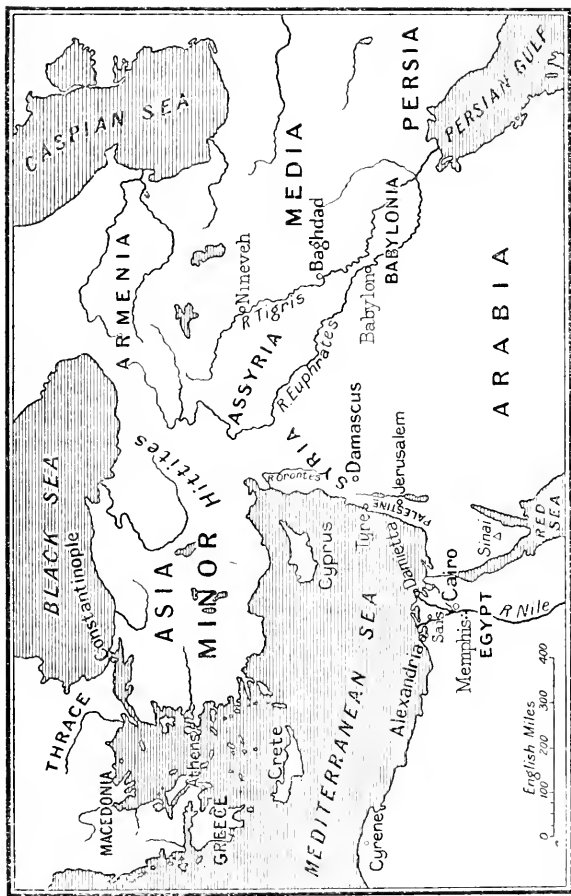 BLACK SEA
CASPIAN SEA
THRACE
Constantinople
MACEDONIA
ARMENIA
ASIA
MINOR
Hittites
GREECE
Athens
Crete
Cyprus
MEDITERRANEAN SEA
Cyrene
R. Orontes
SYRIA
Damascus
Tyre
PALESTINE
Jerusalem
ASSYRIA
Nineveh
R. Tigris
R. Euphrates
MEDIA
Baghdad
Babylon
BABYLONIA
PERSIA
PERSIAN GULF
ARABIA
Alexandria
Damietta
Sais
Cairo
Memphis
EGYPT
R. Nile
Sinai
RED
SEA
English Miles
0 100 200 300 400